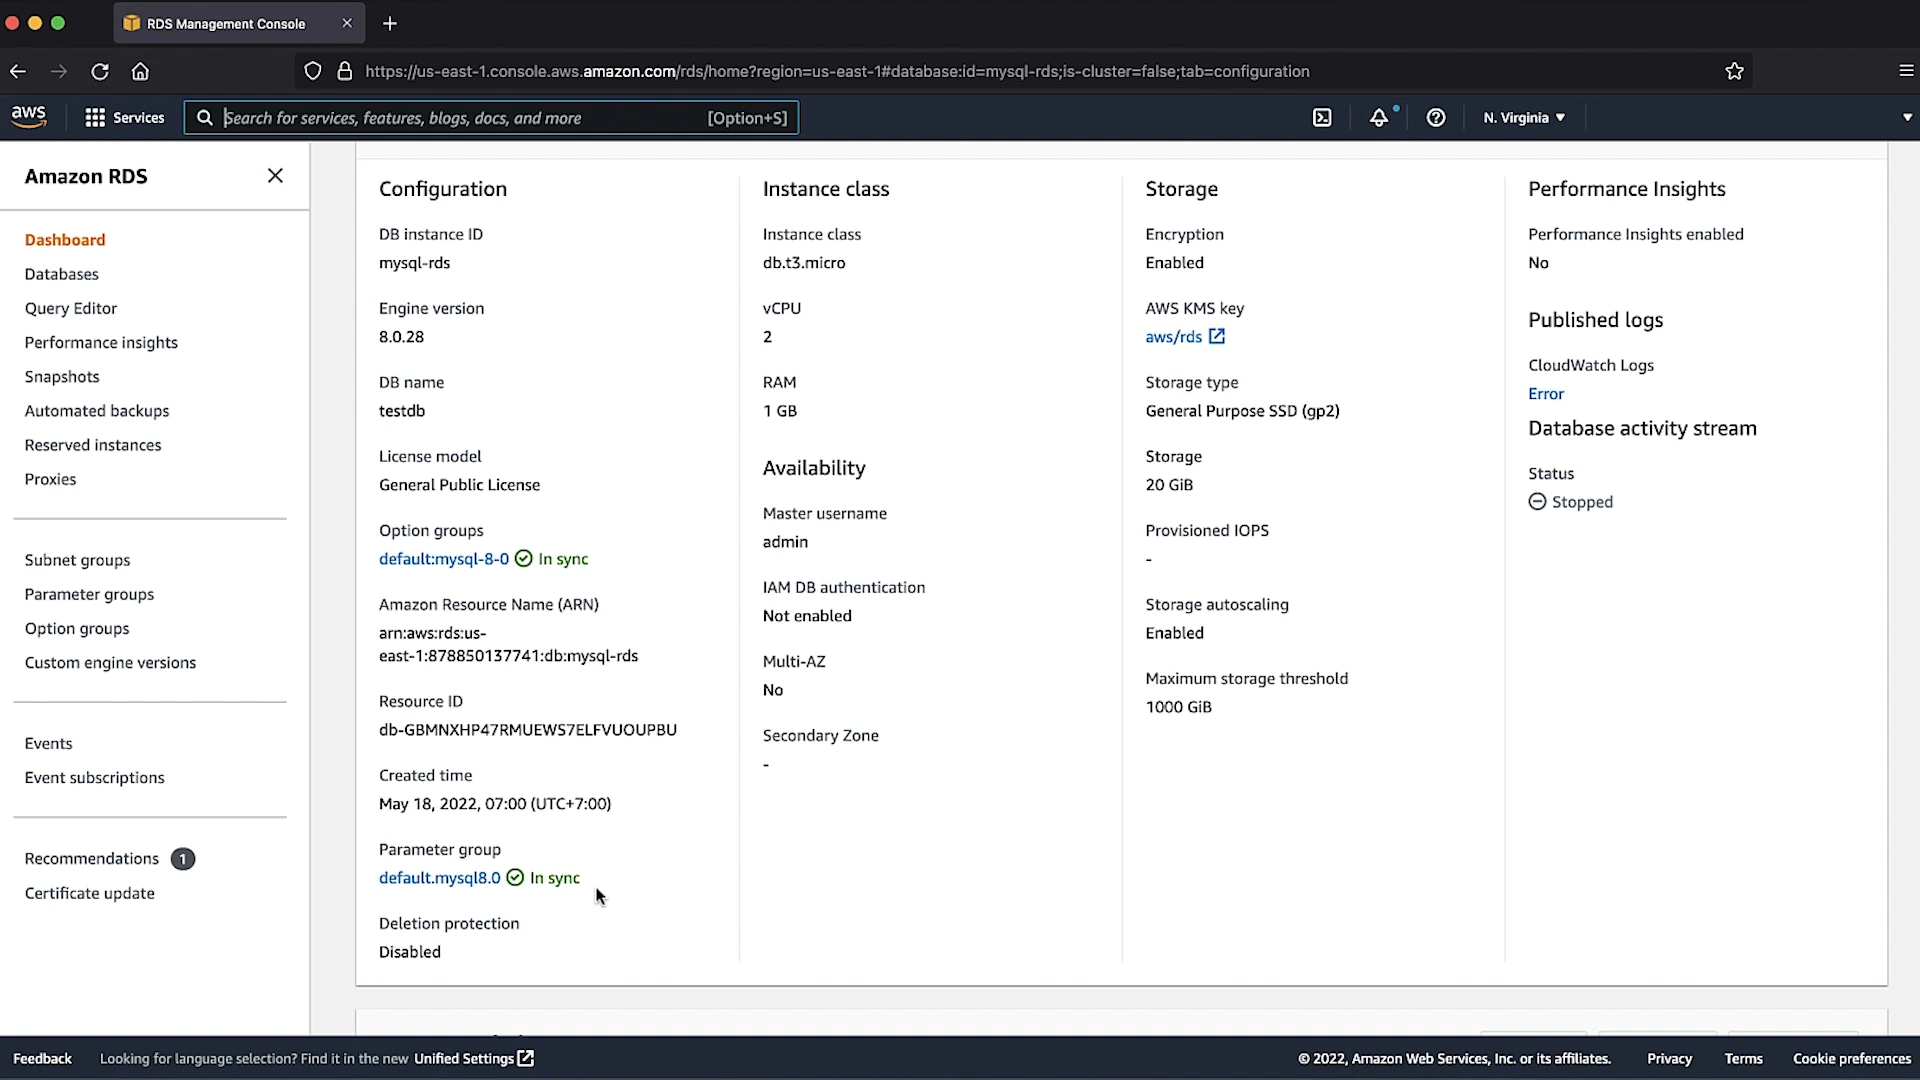 RDS Management Console
https://us-east-1.console.aws.amazon.com/rds/home?region=us-east-1#database:id=mysql-rds;is-cluster=false;tab=configuration
aws
Services
Search for services, features, blogs, docs, and more
[Option+S]
N. Virginia
Amazon RDS
Dashboard
Databases
Query Editor
Performance insights
Snapshots
Automated backups
Reserved instances
Proxies
Subnet groups
Parameter groups
Option groups
Custom engine versions
Events
Event subscriptions
Recommendations 1
Certificate update
Configuration
DB instance ID
mysql-rds
Engine version
8.0.28
DB name
testdb
License model
General Public License
Option groups
default:mysql-8-0 In sync
Amazon Resource Name (ARN)
arn:aws:rds:us-
east-1:878850137741:db:mysql-rds
Resource ID
db-GBMNXHP47RMUEWS7ELFVUOUPBU
Created time
May 18, 2022, 07:00 (UTC+7:00)
Parameter group
default.mysql8.0 In sync
Deletion protection
Disabled
Instance class
Instance class
db.t3.micro
vCPU
2
RAM
1 GB
Availability
Master username
admin
IAM DB authentication
Not enabled
Multi-AZ
No
Secondary Zone
-
Storage
Encryption
Enabled
AWS KMS key
aws/rds
Storage type
General Purpose SSD (gp2)
Storage
20 GiB
Provisioned IOPS
-
Storage autoscaling
Enabled
Maximum storage threshold
1000 GiB
Performance Insights
Performance Insights enabled
No
Published logs
CloudWatch Logs
Error
Database activity stream
Status
Stopped
Feedback
Looking for language selection? Find it in the new Unified Settings
© 2022, Amazon Web Services, Inc. or its affiliates.
Privacy
Terms
Cookie preferences